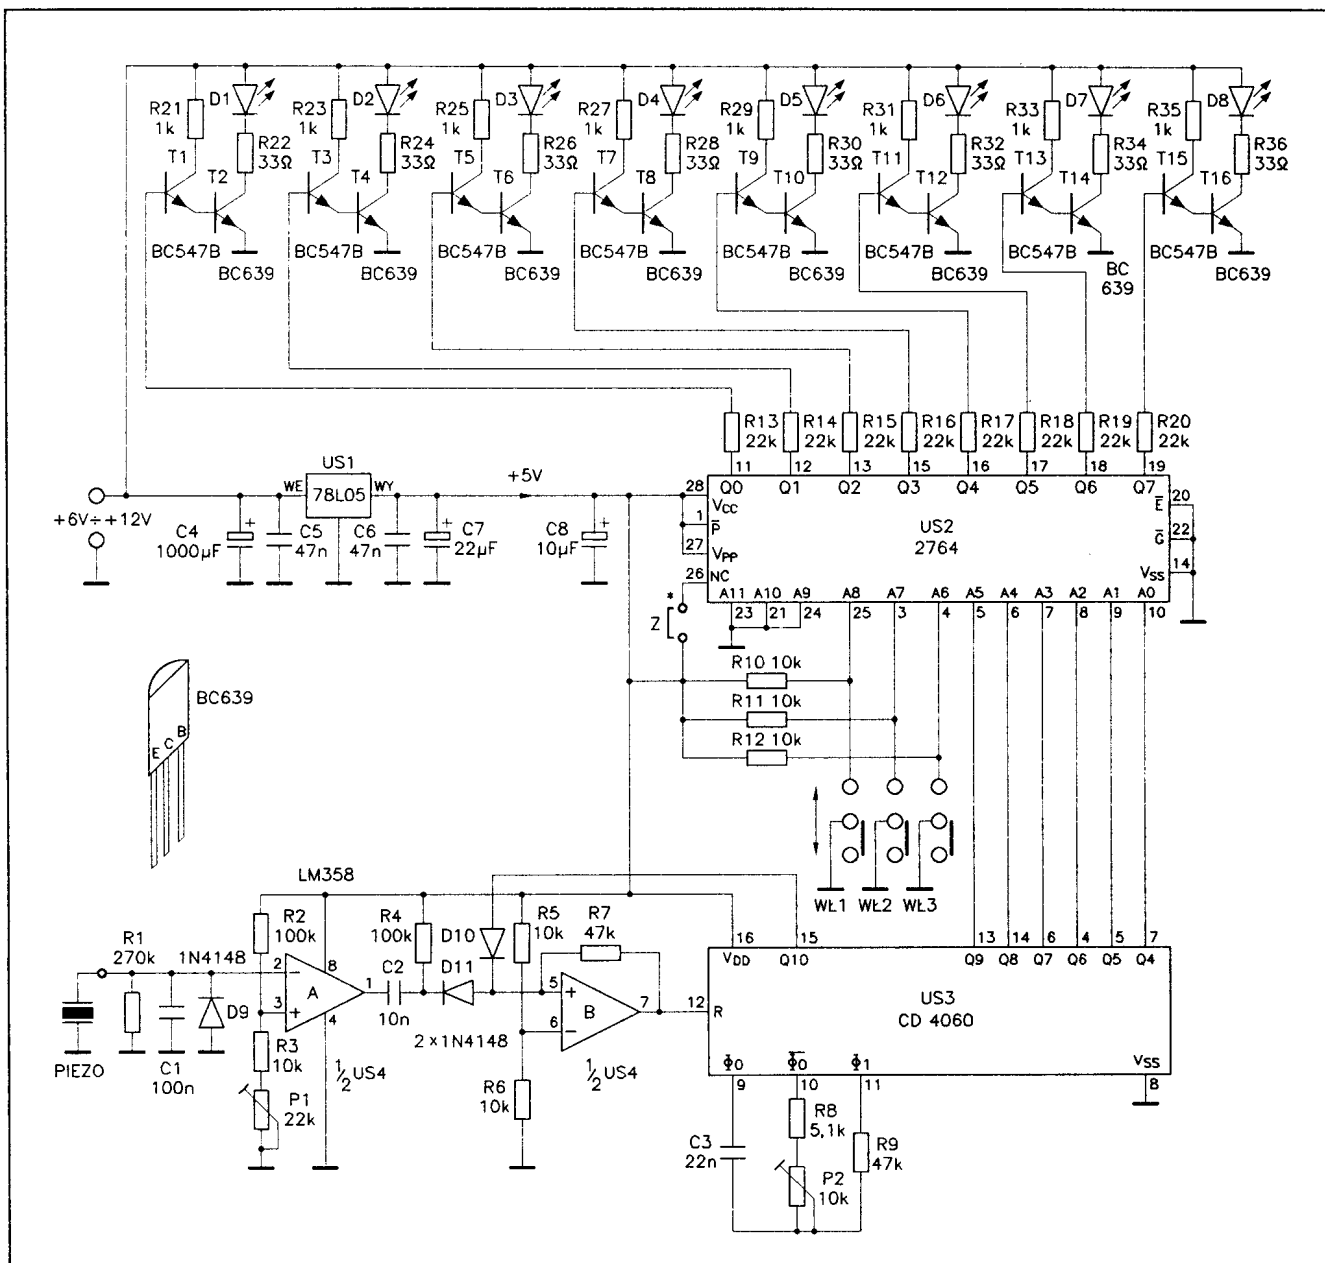 D1 D2 D3 D4 D5 D6 D7 D8
R21 1k R23 1k R25 1k R27 1k R29 1k R31 1k R33 1k R35 1k
R22 33Ω R24 33Ω R26 33Ω R28 33Ω R30 33Ω R32 33Ω R34 33Ω R36 33Ω
T1 T3 T5 T7 T9 T11 T13 T15
T2 T4 T6 T8 T10 T12 T14 T16
BC547B BC547B BC547B BC547B BC547B BC547B BC547B BC547B
BC639 BC639 BC639 BC639 BC639 BC639 BC 639 BC639
R13 22k R14 22k R15 22k R16 22k R17 22k R18 22k R19 22k R20 22k
11 12 13 15 16 17 18 19
Q0 Q1 Q2 Q3 Q4 Q5 Q6 Q7
US1
WE 78L05 WY
+5V
+6V÷+12V
C4 1000µF
+
C5 47n
C6 47n
+
C7 22µF
+
C8 10µF
+
28 VCC
1 P̅
27 VPP
26 NC
US2
2764
20 E̅
22 G̅
14 VSS
A11 A10 A9 A8 A7 A6 A5 A4 A3 A2 A1 A0
23 21 24 25 3 4 5 6 7 8 9 10
*
Z
R10 10k
R11 10k
R12 10k
BC639
E C B
WŁ1 WŁ2 WŁ3
LM358
R1 270k
R2 100k
1N4148
R4 100k
D10
R5 10k
R7 47k
2 − 8 A 1
3 + 4
C2 10n
D11
5 + B 7
6 −
PIEZO
C1 100n
D9
R3 10k
P1 22k
½US4
2×1N4148
R6 10k
½US4
16 15 13 14 6 4 5 7
VDD Q10 Q9 Q8 Q7 Q6 Q5 Q4
12 R
US3
CD 4060
VSS
8
Φ0 Φ̅0 Φ1
9 10 11
C3 22n
R8 5,1k
R9 47k
P2 10k